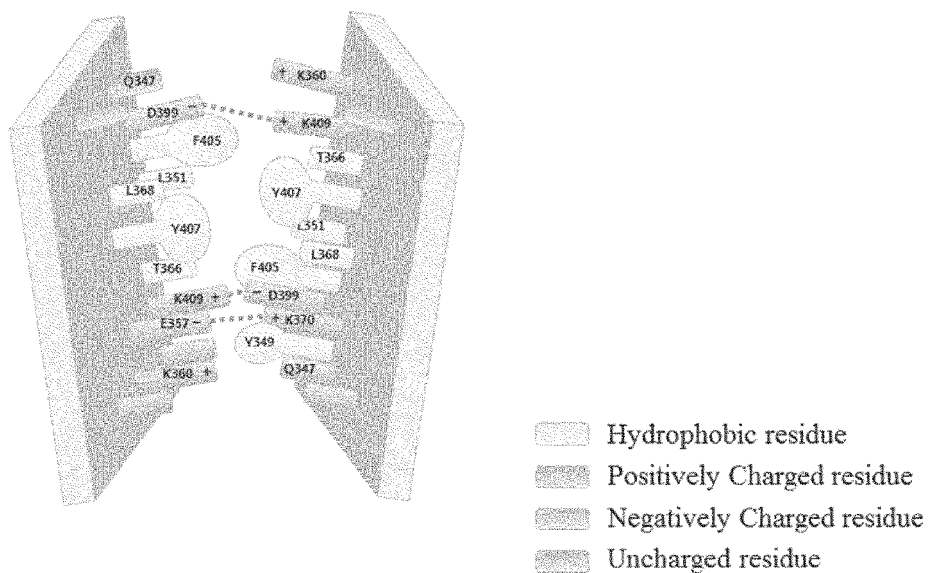 Q347
+ K360
D399 −
+ K409
F405
T366
L351
L368
Y407
Y407
L351
L368
T366
F405
K409 +
− D399
E357 −
+ K370
Y349
K360 +
Q347
Hydrophobic residue
Positively Charged residue
Negatively Charged residue
Uncharged residue